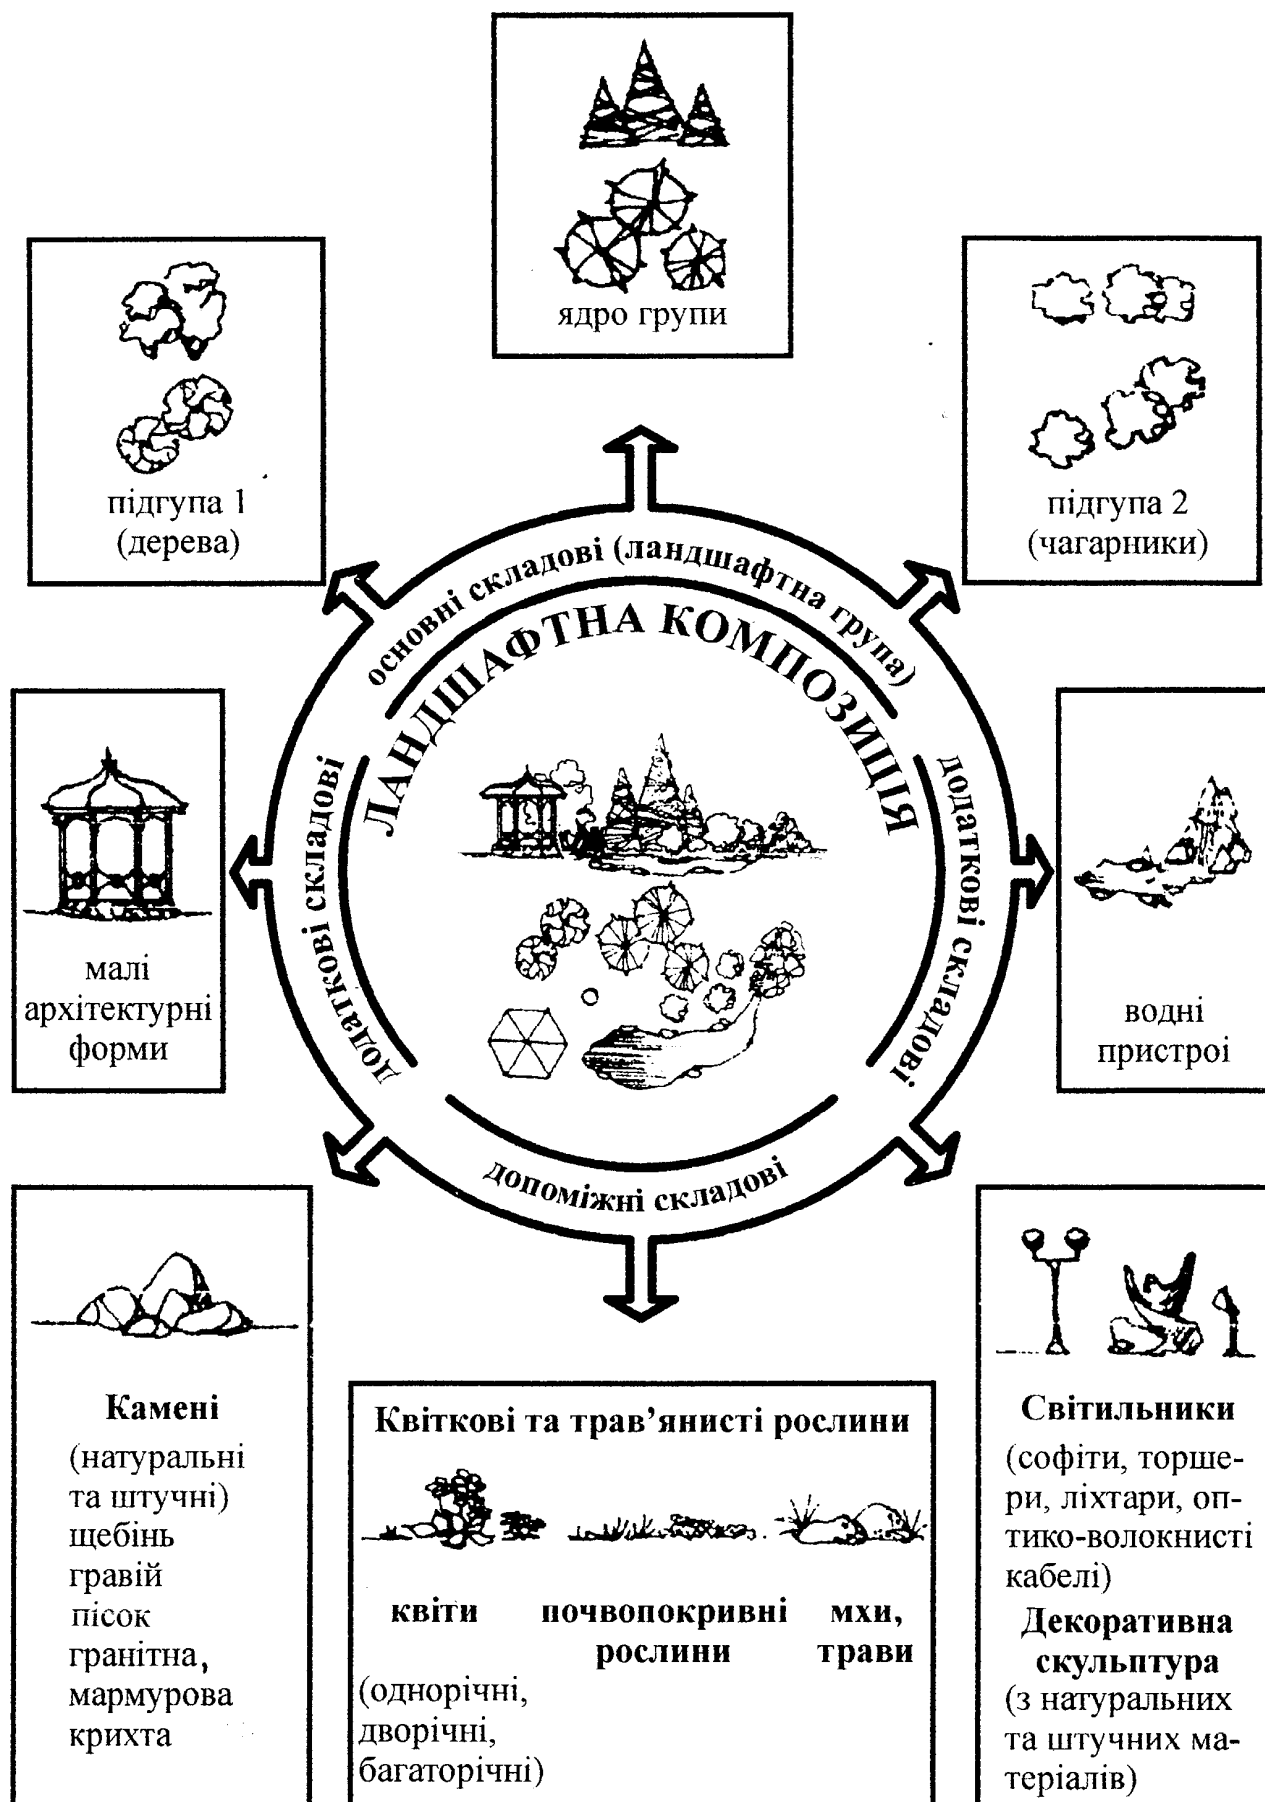 ядро групи
підгупа 1
(дерева)
підгупа 2
(чагарники)
основні складові (ландшафтна група)
ЛАНДШАФТНА КОМПОЗИЦІЯ
додаткові складові
додаткові складові
допоміжні складові
малі
архітектурні
форми
водні
пристрої
Камені
(натуральні
та штучні)
щебінь
гравій
пісок
гранітна,
мармурова
крихта
Квіткові та трав’янисті рослини
квіти
(однорічні,
дворічні,
багаторічні)
почвопокривні
рослини
мхи,
трави
Світильники
(софіти, торше-
ри, ліхтари, оп-
тико-волокнисті
кабелі)
Декоративна
скульптура
(з натуральних
та штучних ма-
теріалів)